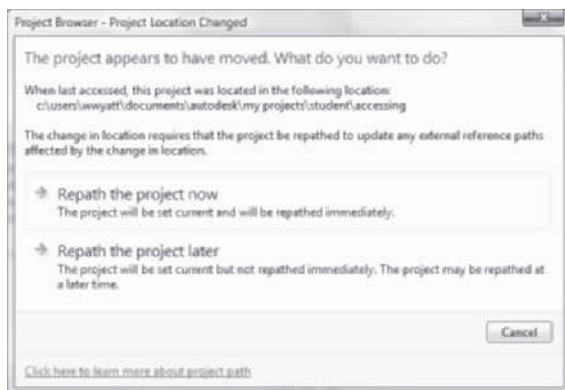 Project Browser - Project Location Changed
The project appears to have moved. What do you want to do?
When last accessed, this project was located in the following location:
c:\users\wwyatt\documents\autodesk\my projects\student\accessing
The change in location requires that the project be repathed to update any external reference paths
affected by the change in location.
Repath the project now
The project will be set current and will be repathed immediately.
Repath the project later
The project will be set current but not repathed immediately. The project may be repathed at
a later time.
Cancel
Click here to learn more about project path